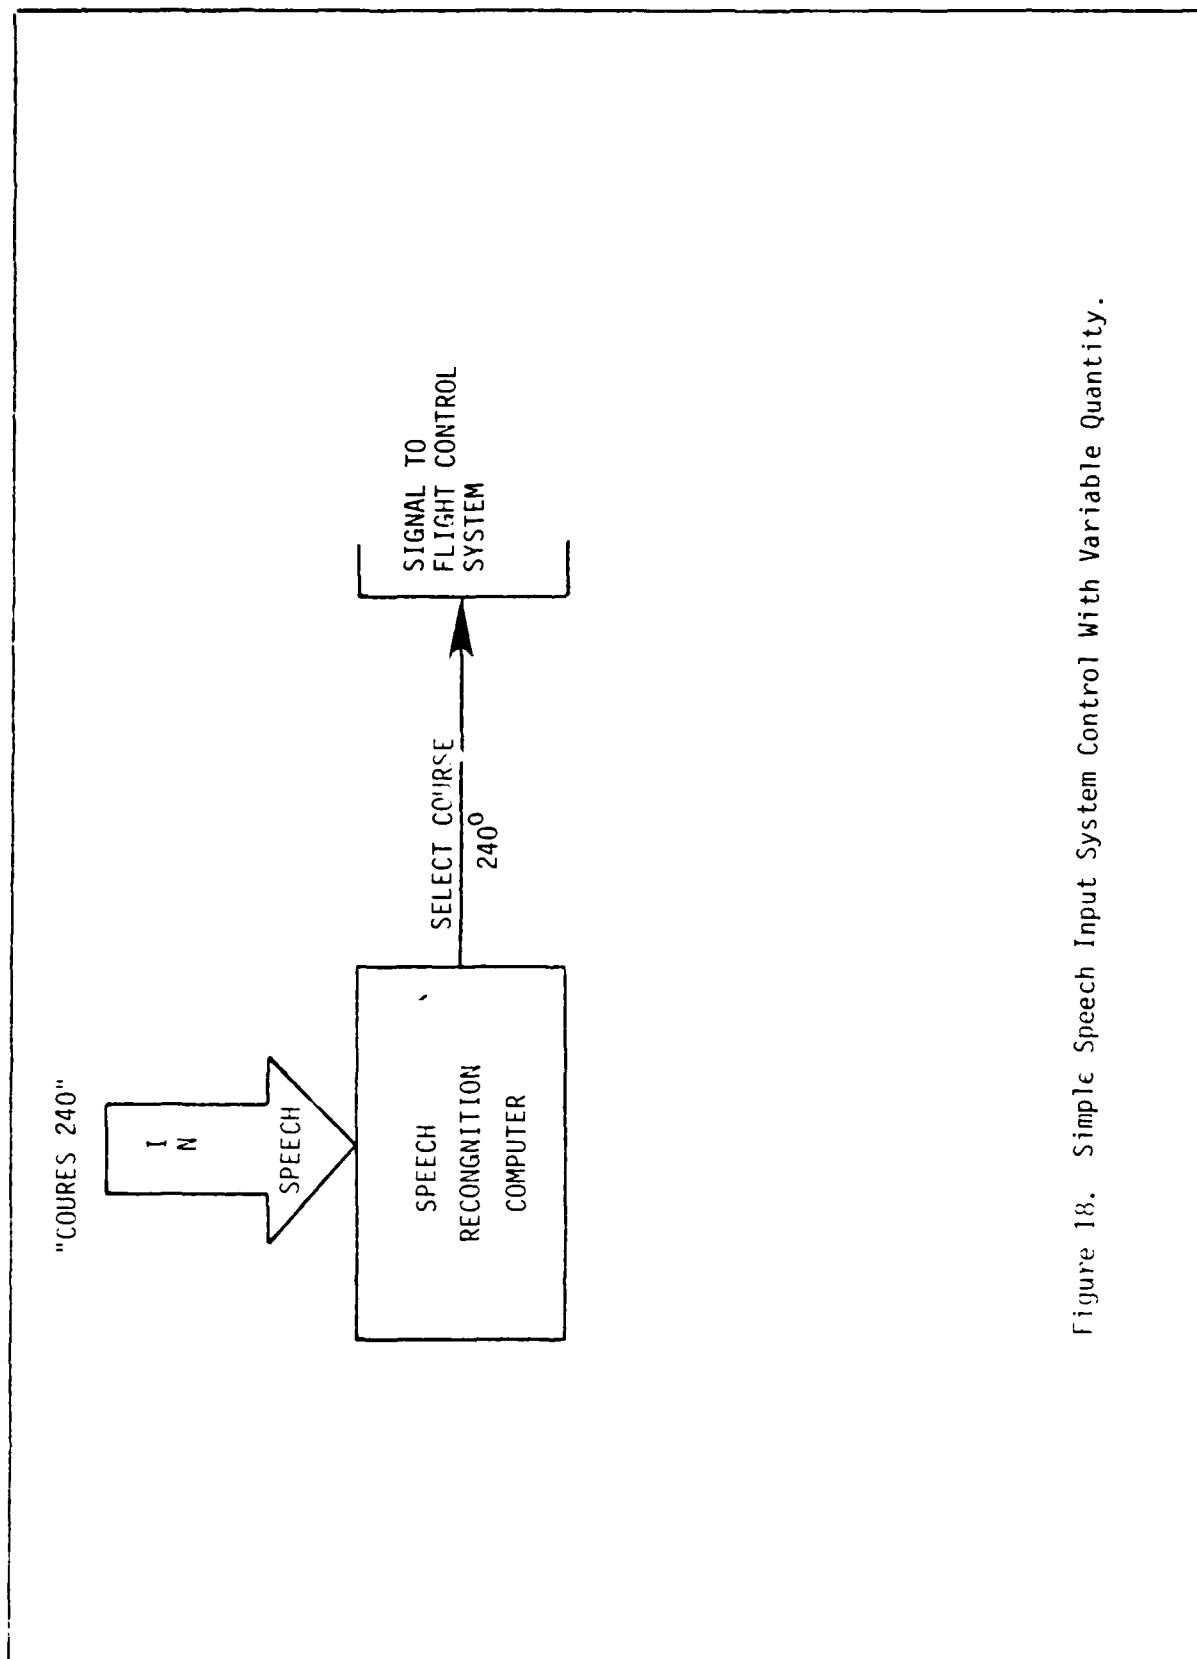 "COURES 240"
I
N
SPEECH
SPEECH
RECONGNITION
COMPUTER
SELECT COURSE
240⁰
SIGNAL TO
FLIGHT CONTROL
SYSTEM
Figure 18. Simple Speech Input System Control With Variable Quantity.